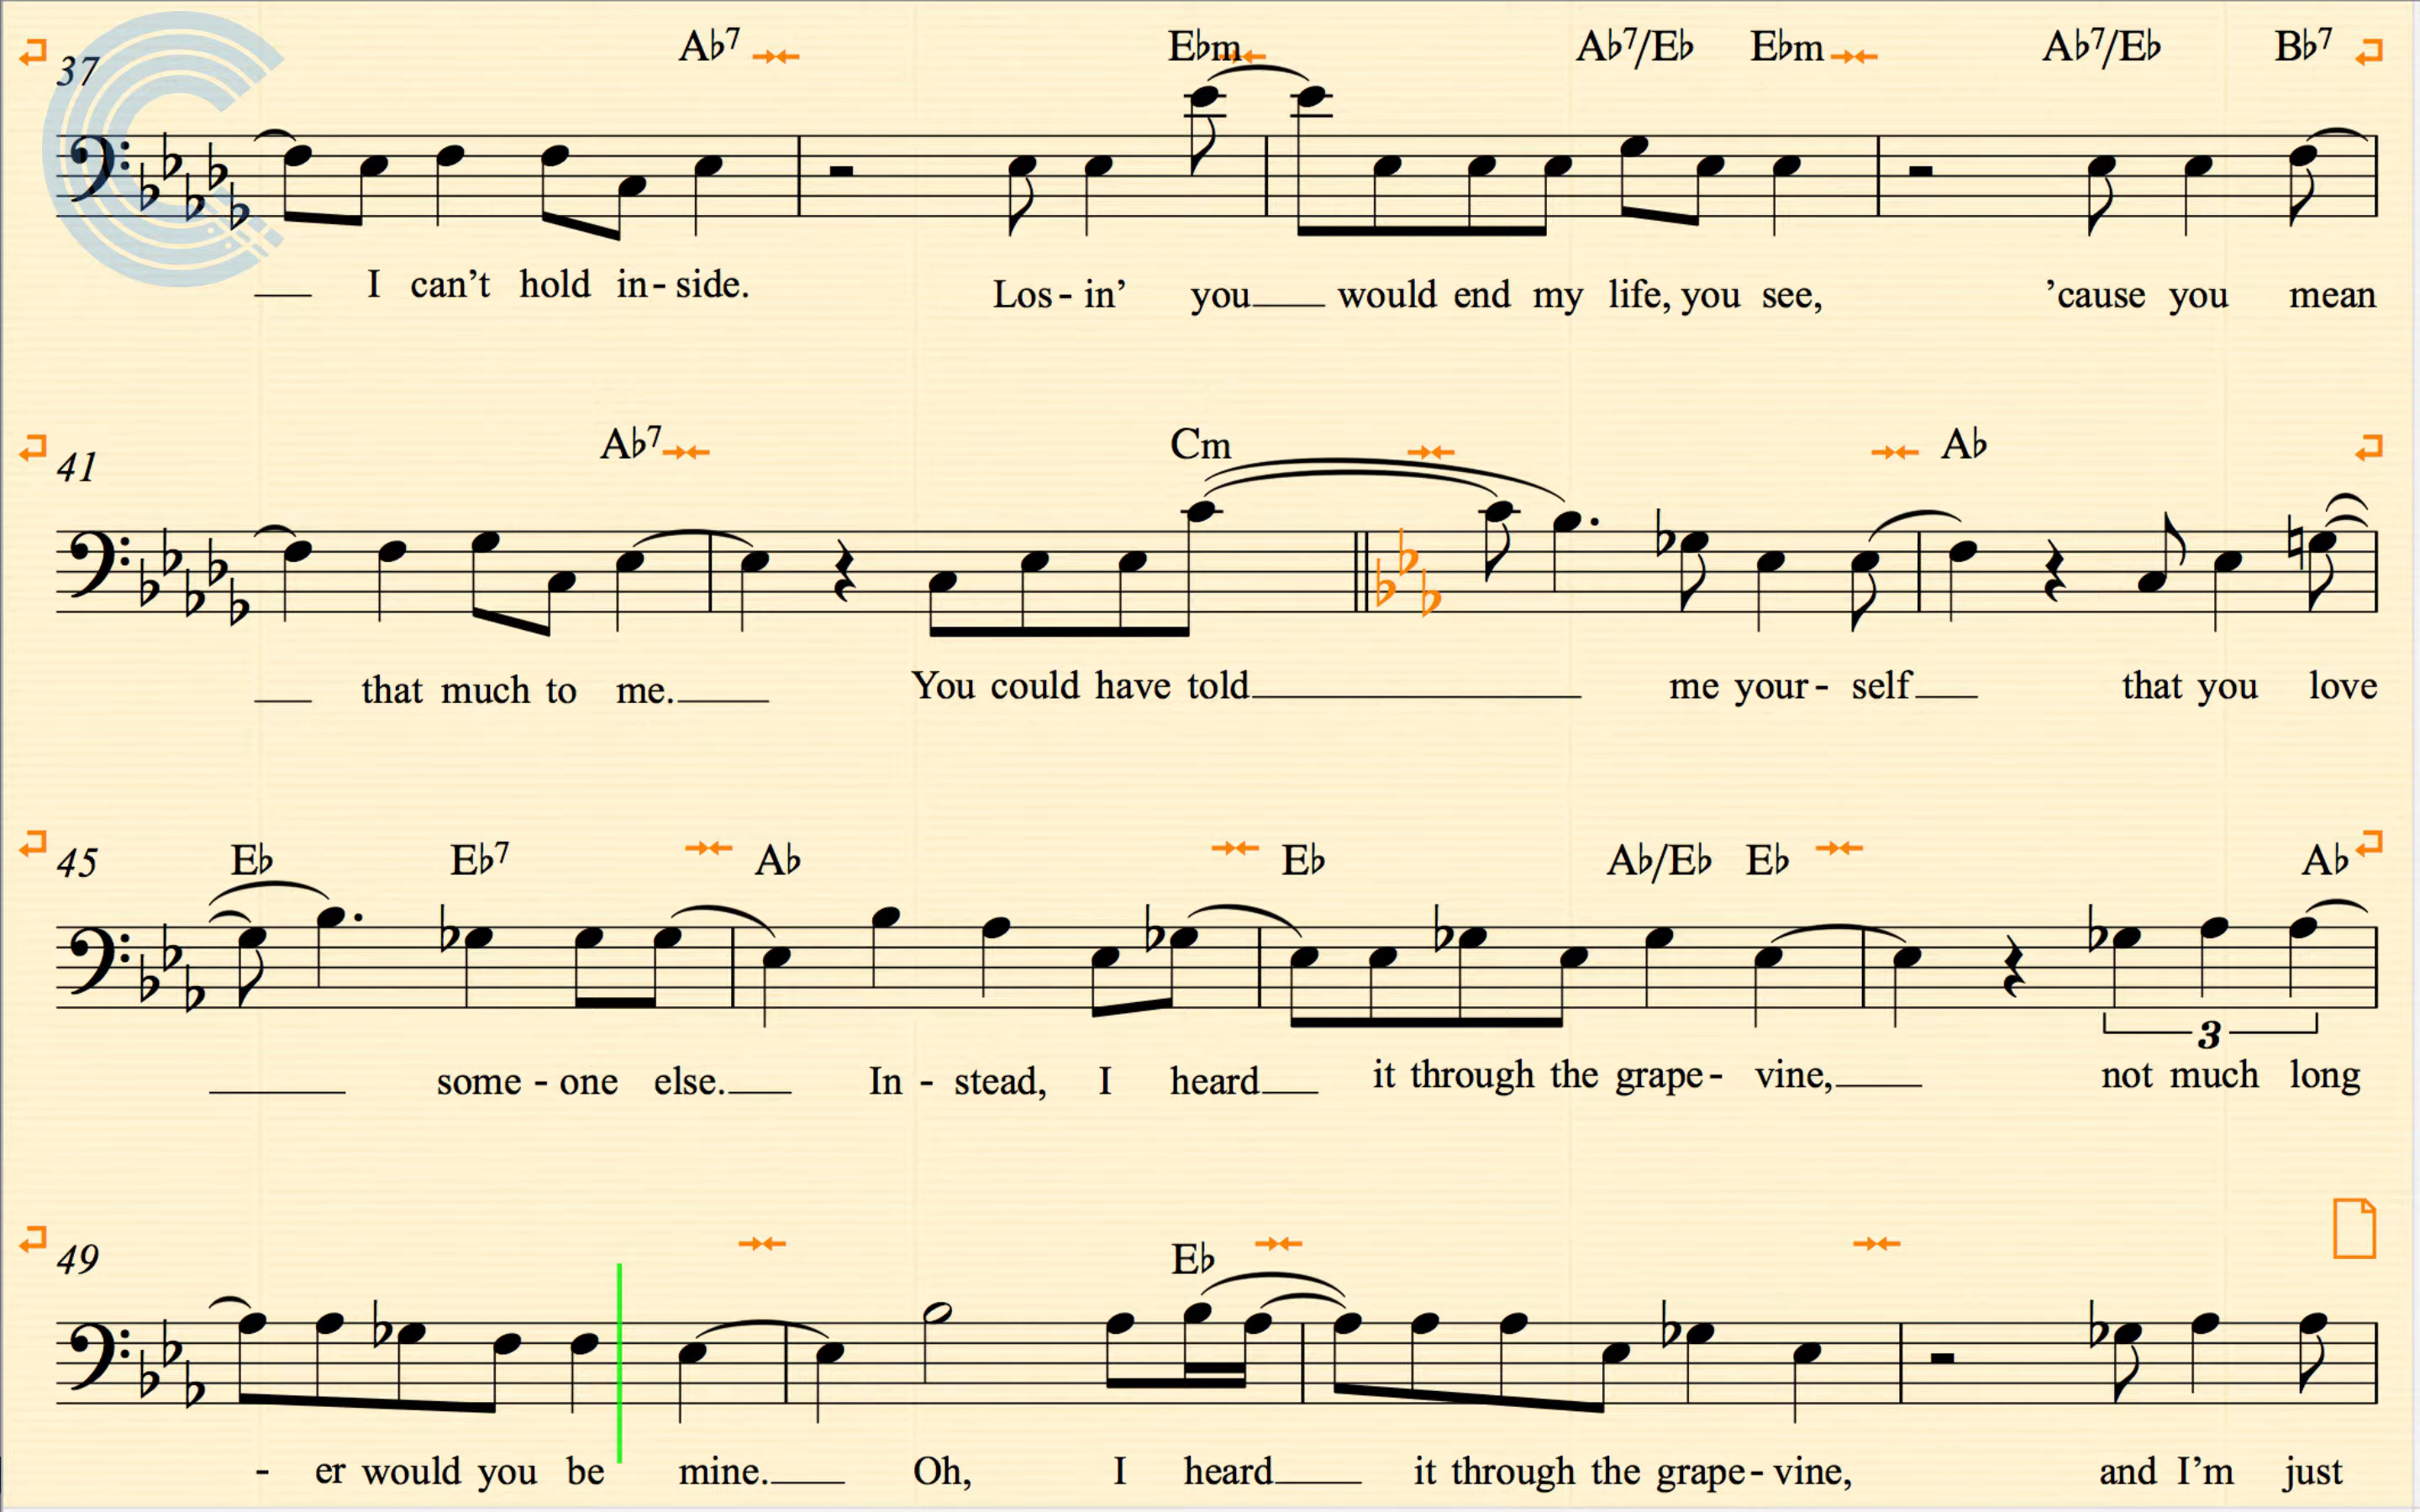 37 A♭7 E♭m A♭7/E♭ E♭m A♭7/E♭ B♭7
I can’t hold in - side. Los - in’ you would end my life, you see, ’cause you mean
41 A♭7 Cm A♭
that much to me. You could have told me your - self that you love
45 E♭ E♭7 A♭ E♭ A♭/E♭ E♭ A♭
3
some - one else. In - stead, I heard it through the grape - vine, not much long
49 E♭
- er would you be mine. Oh, I heard it through the grape - vine, and I’m just